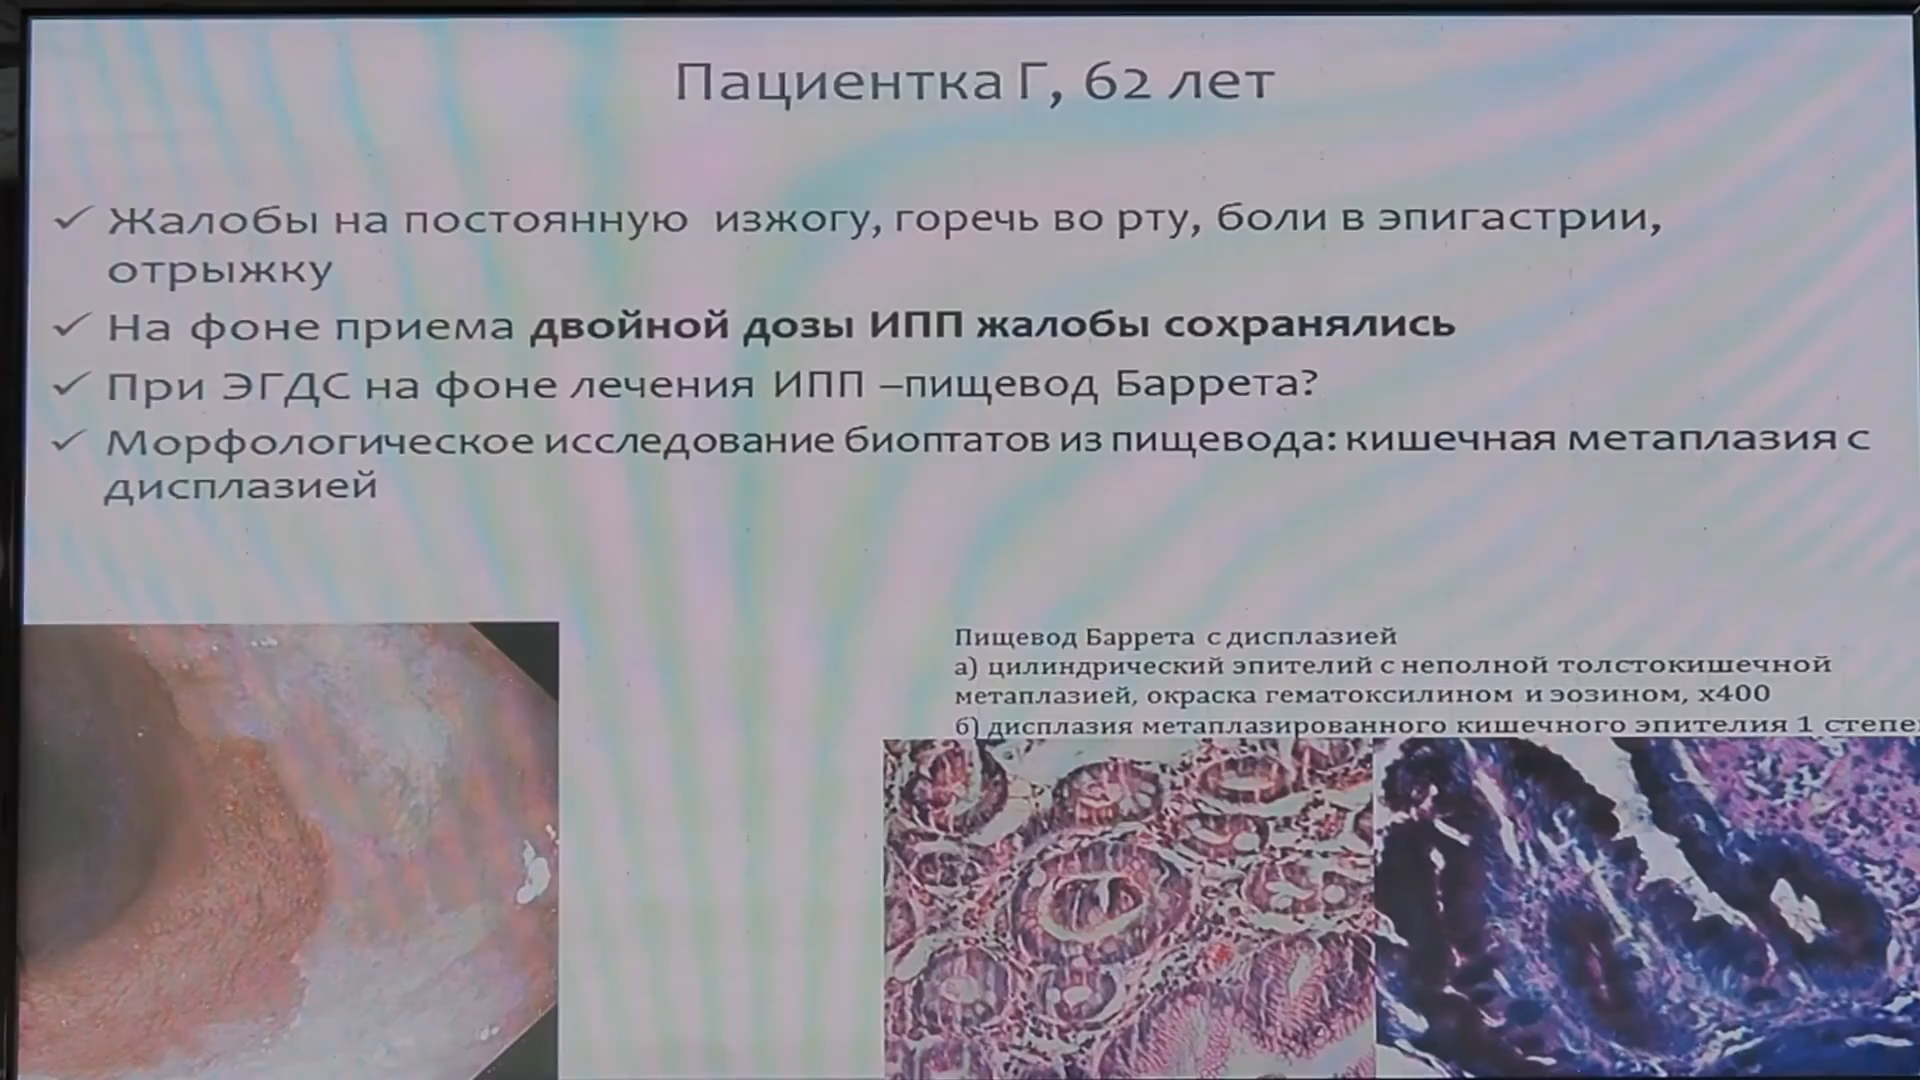 Пациентка Г, 62 лет
✓ Жалобы на постоянную изжогу, горечь во рту, боли в эпигастрии,
отрыжку
✓ На фоне приема двойной дозы ИПП жалобы сохранялись
✓ При ЭГДС на фоне лечения ИПП –пищевод Баррета?
✓ Морфологическое исследование биоптатов из пищевода: кишечная метаплазия с
дисплазией
Пищевод Баррета с дисплазией
а) цилиндрический эпителий с неполной толстокишечной
метаплазией, окраска гематоксилином и эозином, х400
б) дисплазия метаплазированного кишечного эпителия 1 степе